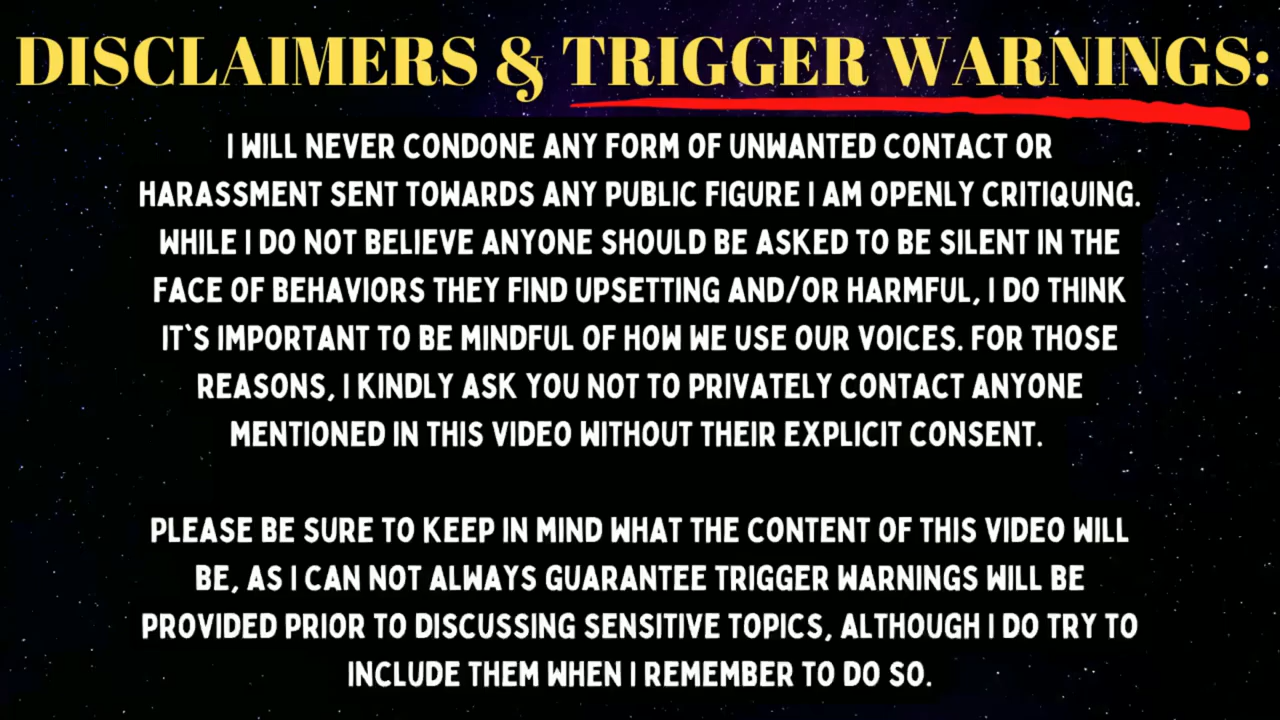 DISCLAIMERS & TRIGGER WARNINGS:
I WILL NEVER CONDONE ANY FORM OF UNWANTED CONTACT OR
HARASSMENT SENT TOWARDS ANY PUBLIC FIGURE I AM OPENLY CRITIQUING.
WHILE I DO NOT BELIEVE ANYONE SHOULD BE ASKED TO BE SILENT IN THE
FACE OF BEHAVIORS THEY FIND UPSETTING AND/OR HARMFUL, I DO THINK
IT`S IMPORTANT TO BE MINDFUL OF HOW WE USE OUR VOICES. FOR THOSE
REASONS, I KINDLY ASK YOU NOT TO PRIVATELY CONTACT ANYONE
MENTIONED IN THIS VIDEO WITHOUT THEIR EXPLICIT CONSENT.
PLEASE BE SURE TO KEEP IN MIND WHAT THE CONTENT OF THIS VIDEO WILL
BE, AS I CAN NOT ALWAYS GUARANTEE TRIGGER WARNINGS WILL BE
PROVIDED PRIOR TO DISCUSSING SENSITIVE TOPICS, ALTHOUGH I DO TRY TO
INCLUDE THEM WHEN I REMEMBER TO DO SO.